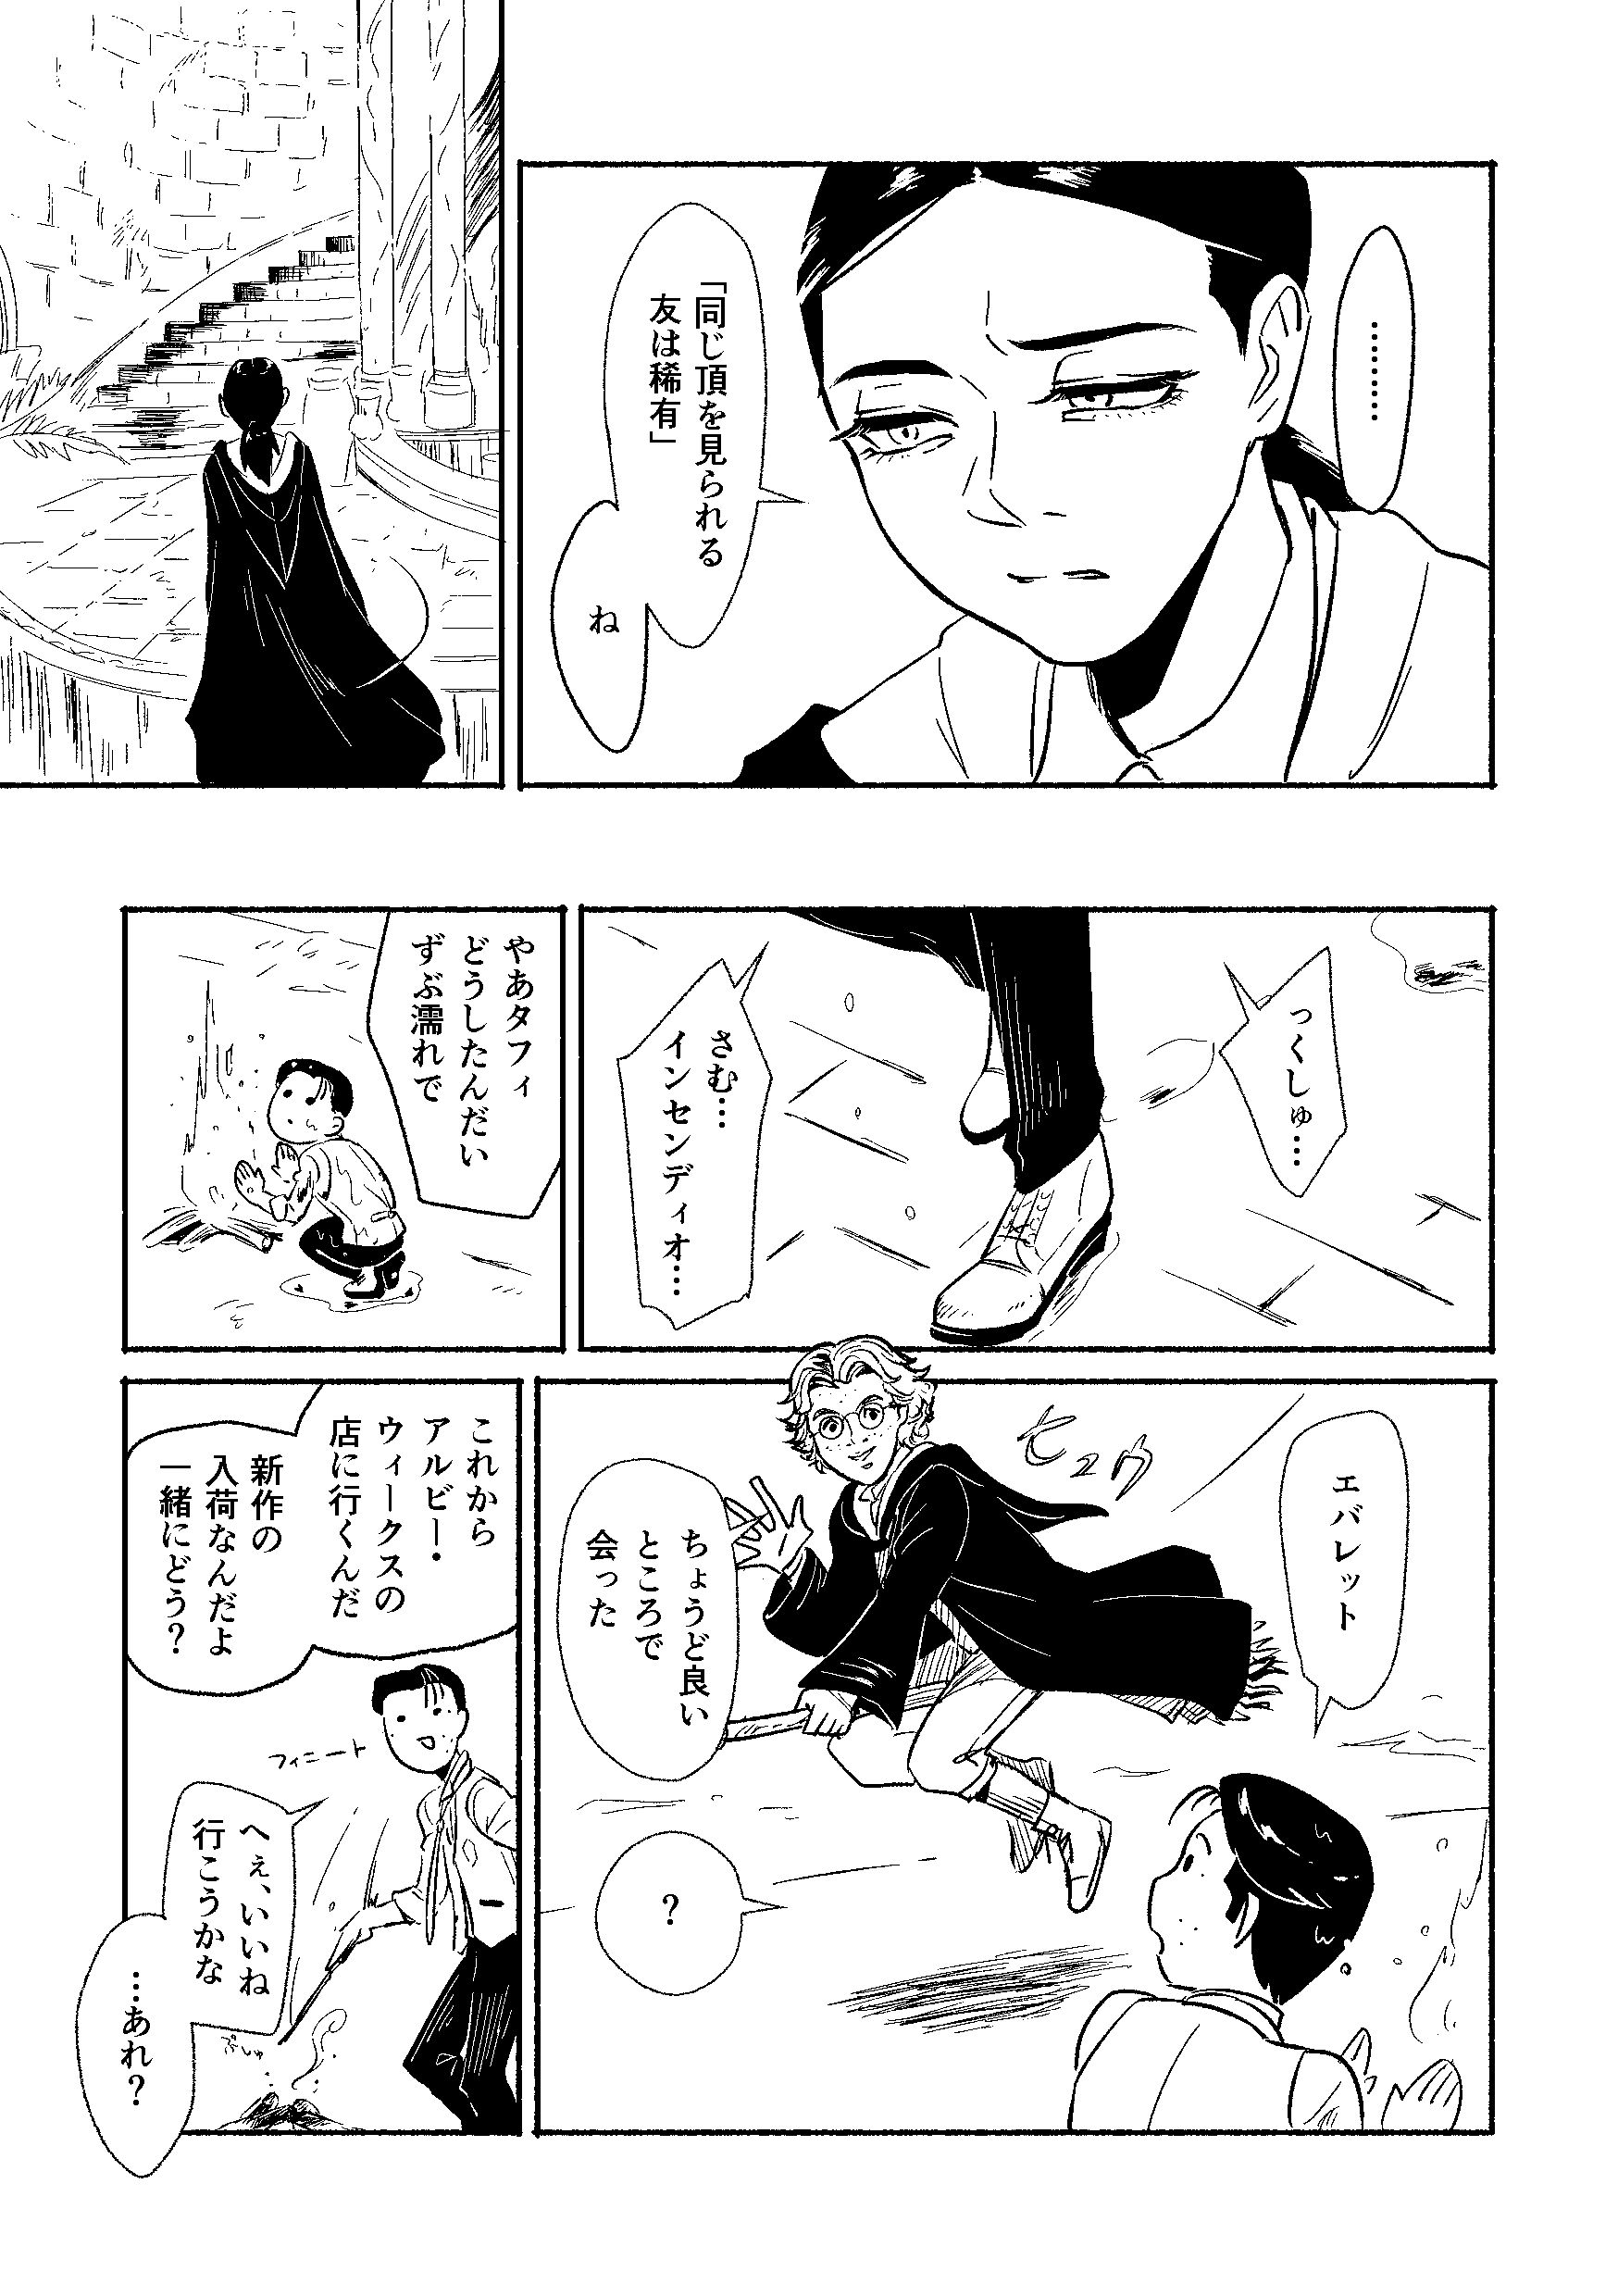 ………
「同じ頂を見られる
友は稀有」
ね
っくしゅ…
さむ…
インセンディオ…
やあタフィ
どうしたんだい
ずぶ濡れで
エバレット
ヒュウ
ちょうど良い
ところで
会った
?
これから
アルビー・
ウィークスの
店に行くんだ
新作の
入荷なんだよ
一緒にどう?
フィニート
へぇ、いいね
行こうかな
ぷしゅ
…あれ?